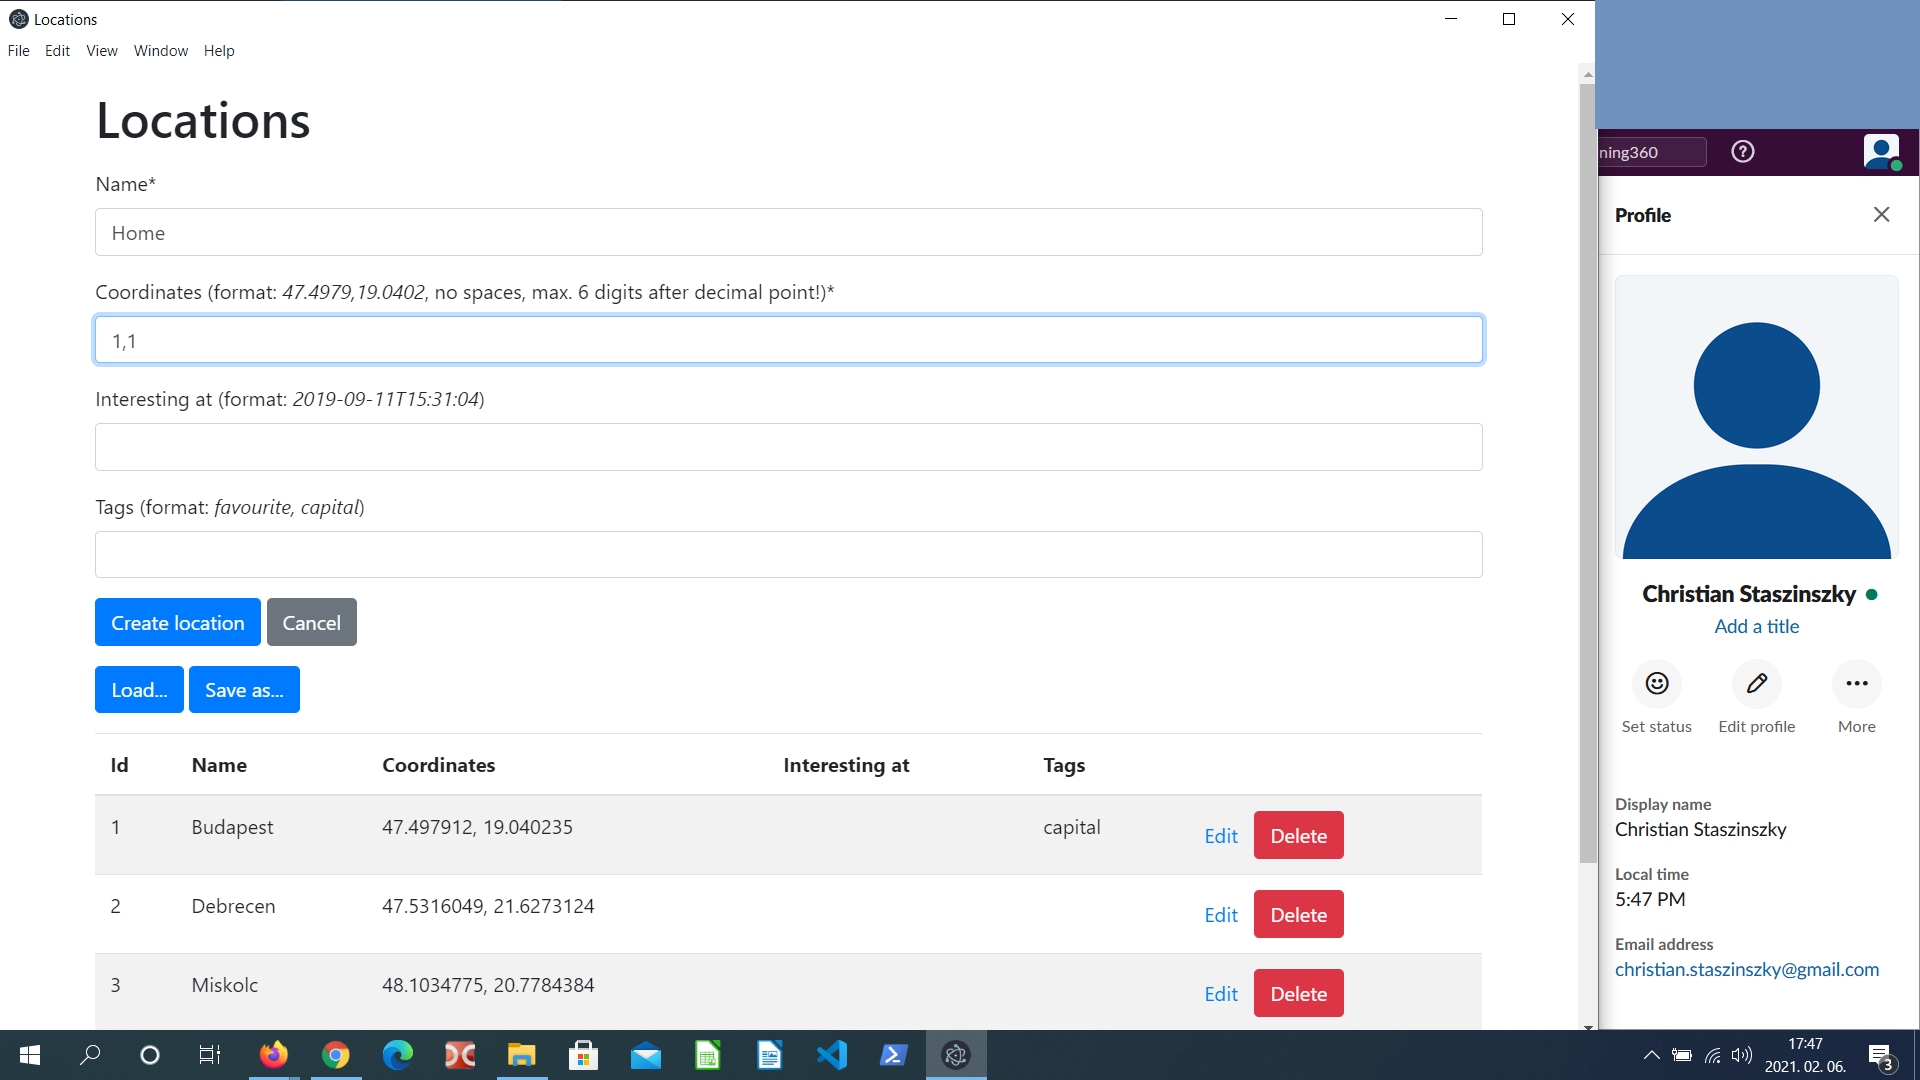 Locations
File Edit View Window Help
Locations
Name*
Home
Coordinates (format: 47.4979,19.0402, no spaces, max. 6 digits after decimal point!)*
1,1
Interesting at (format: 2019-09-11T15:31:04)
Tags (format: favourite, capital)
Create location Cancel
Load... Save as...
Id Name Coordinates Interesting at Tags
1 Budapest 47.497912, 19.040235 capital Edit Delete
2 Debrecen 47.5316049, 21.6273124 Edit Delete
3 Miskolc 48.1034775, 20.7784384 Edit Delete
ning360
Profile
Christian Staszinszky
Add a title
Set status Edit profile More
Display name
Christian Staszinszky
Local time
5:47 PM
Email address
christian.staszinszky@gmail.com
17:47
2021. 02. 06.
3